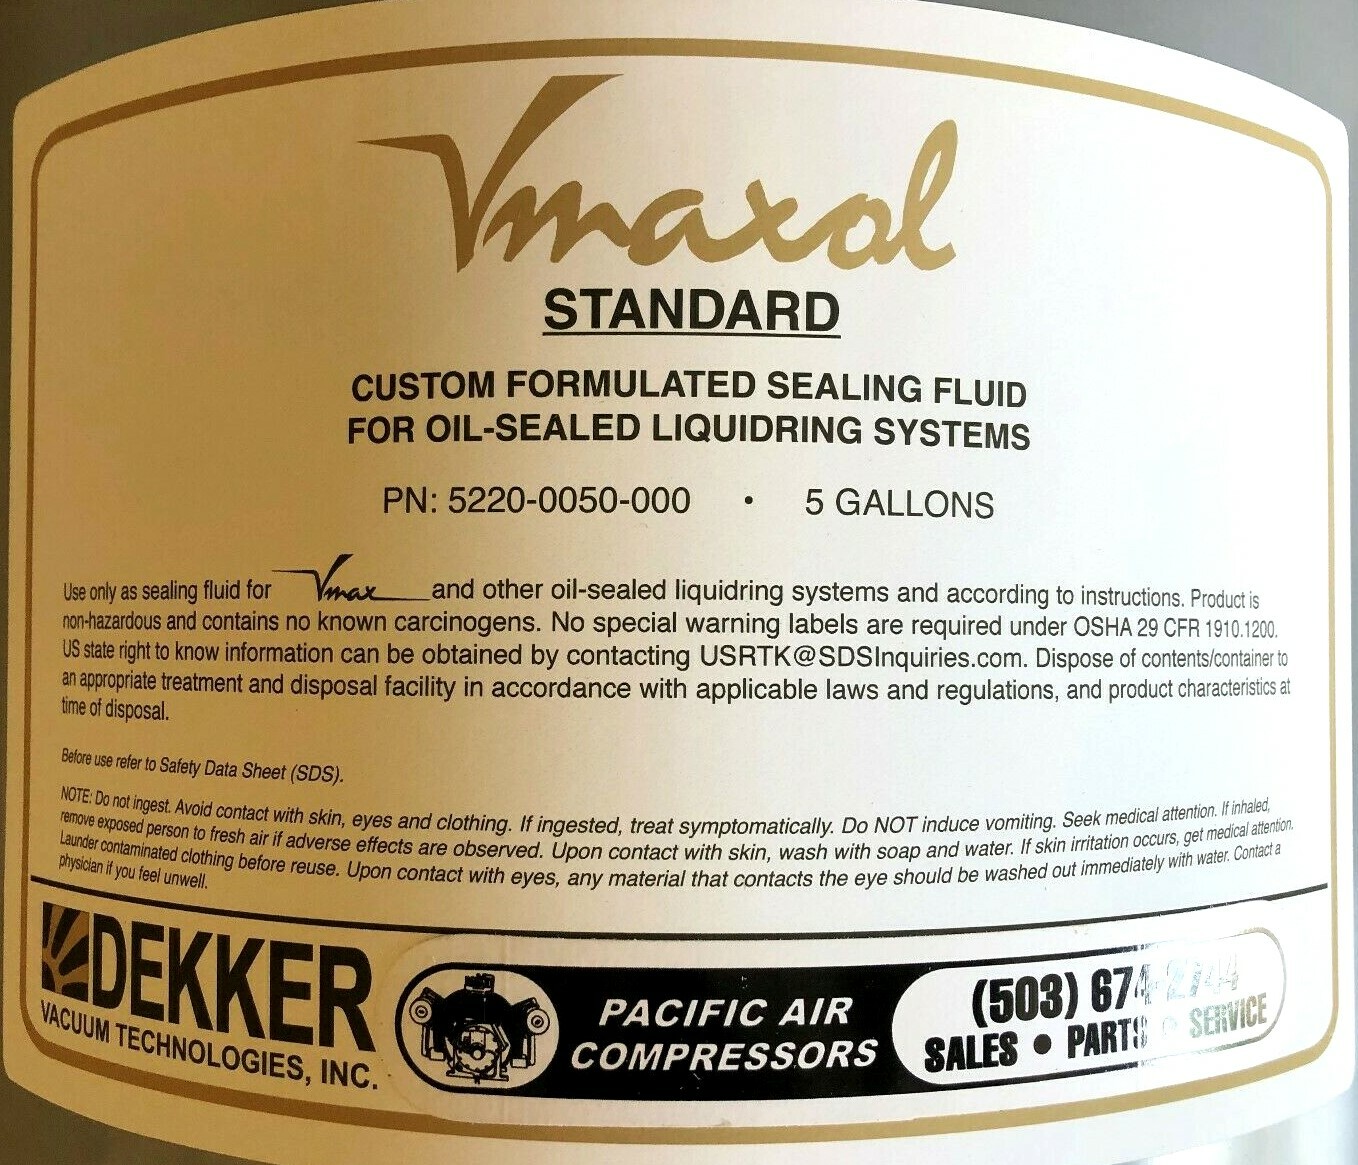 Vmaxol
STANDARD
CUSTOM FORMULATED SEALING FLUID
FOR OIL-SEALED LIQUIDRING SYSTEMS
PN: 5220-0050-000 • 5 GALLONS
Use only as sealing fluid for Vmax and other oil-sealed liquidring systems and according to instructions. Product is
non-hazardous and contains no known carcinogens. No special warning labels are required under OSHA 29 CFR 1910.1200.
US state right to know information can be obtained by contacting USRTK@SDSInquiries.com. Dispose of contents/container to
an appropriate treatment and disposal facility in accordance with applicable laws and regulations, and product characteristics at
time of disposal.
Before use refer to Safety Data Sheet (SDS).
NOTE: Do not ingest. Avoid contact with skin, eyes and clothing. If ingested, treat symptomatically. Do NOT induce vomiting. Seek medical attention. If inhaled,
remove exposed person to fresh air if adverse effects are observed. Upon contact with skin, wash with soap and water. If skin irritation occurs, get medical attention.
Launder contaminated clothing before reuse. Upon contact with eyes, any material that contacts the eye should be washed out immediately with water. Contact a
physician if you feel unwell.
DEKKER
VACUUM TECHNOLOGIES, INC.
PACIFIC AIR
COMPRESSORS
(503) 674-2744
SALES • PARTS • SERVICE